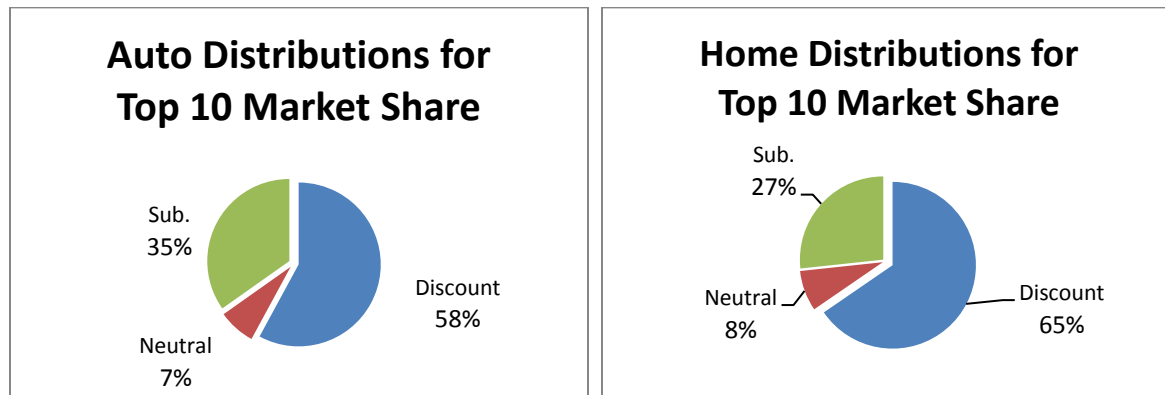 Auto Distributions for
Top 10 Market Share
Sub.
35%
Discount
58%
Neutral
7%
Home Distributions for
Top 10 Market Share
Sub.
27%
Neutral
8%
Discount
65%